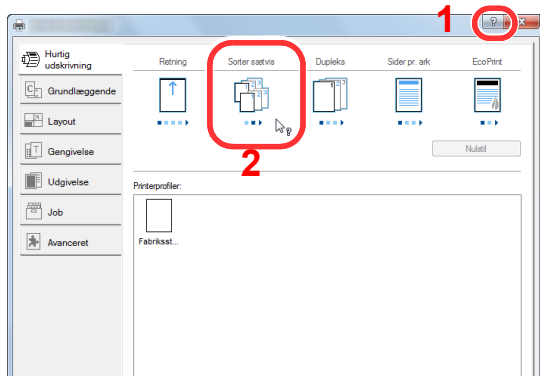 1
?
Hurtig
udskrivning
Retning
Sorter sætvis
Dupleks
Sider pr. ark
EcoPrint
Grundlæggende
Layout
2
Gengivelse
Nulstil
Udgivelse
Printerprofiler:
Job
Fabriksst...
Avanceret